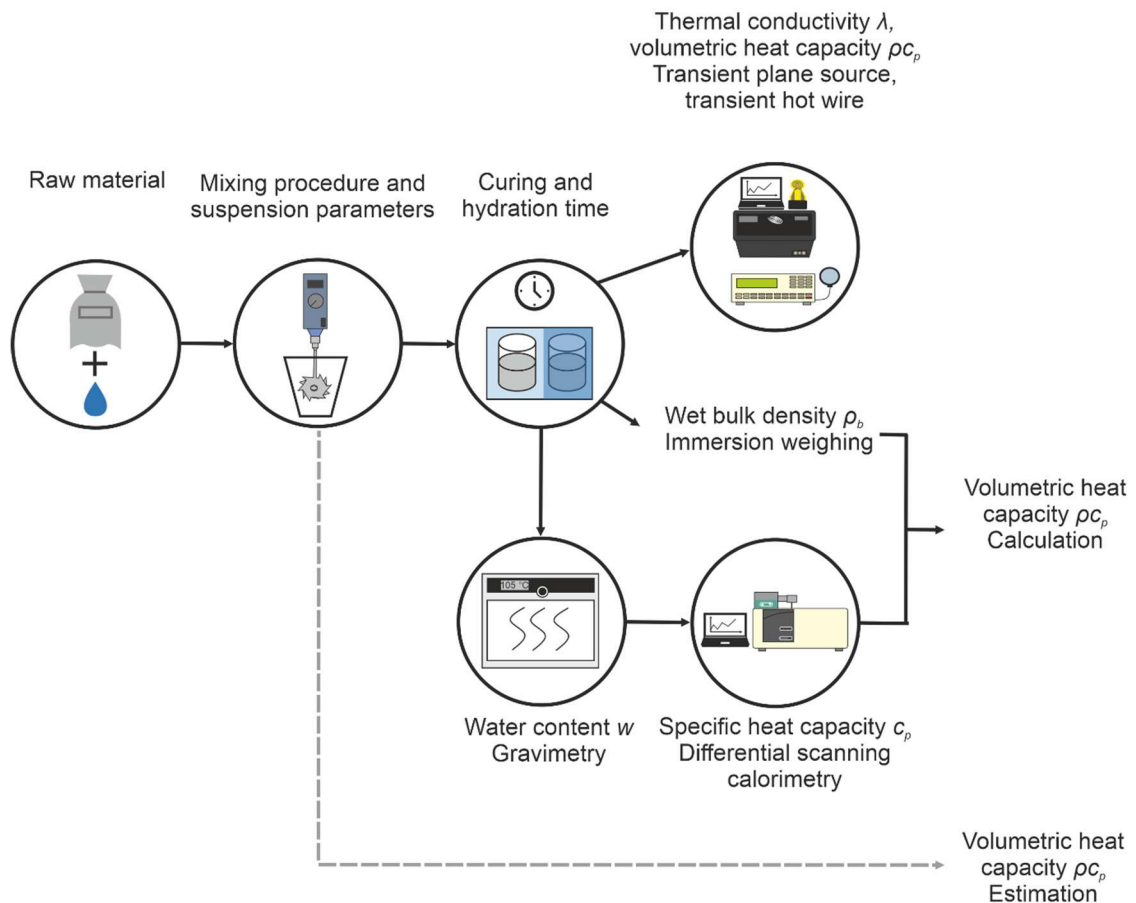 Thermal conductivity λ,
volumetric heat capacity ρcₚ
Transient plane source,
transient hot wire
Raw material
Mixing procedure and
suspension parameters
Curing and
hydration time
Wet bulk density ρ_b
Immersion weighing
Volumetric heat
capacity ρcₚ
Calculation
105 °C
Water content w
Gravimetry
Specific heat capacity cₚ
Differential scanning
calorimetry
Volumetric heat
capacity ρcₚ
Estimation